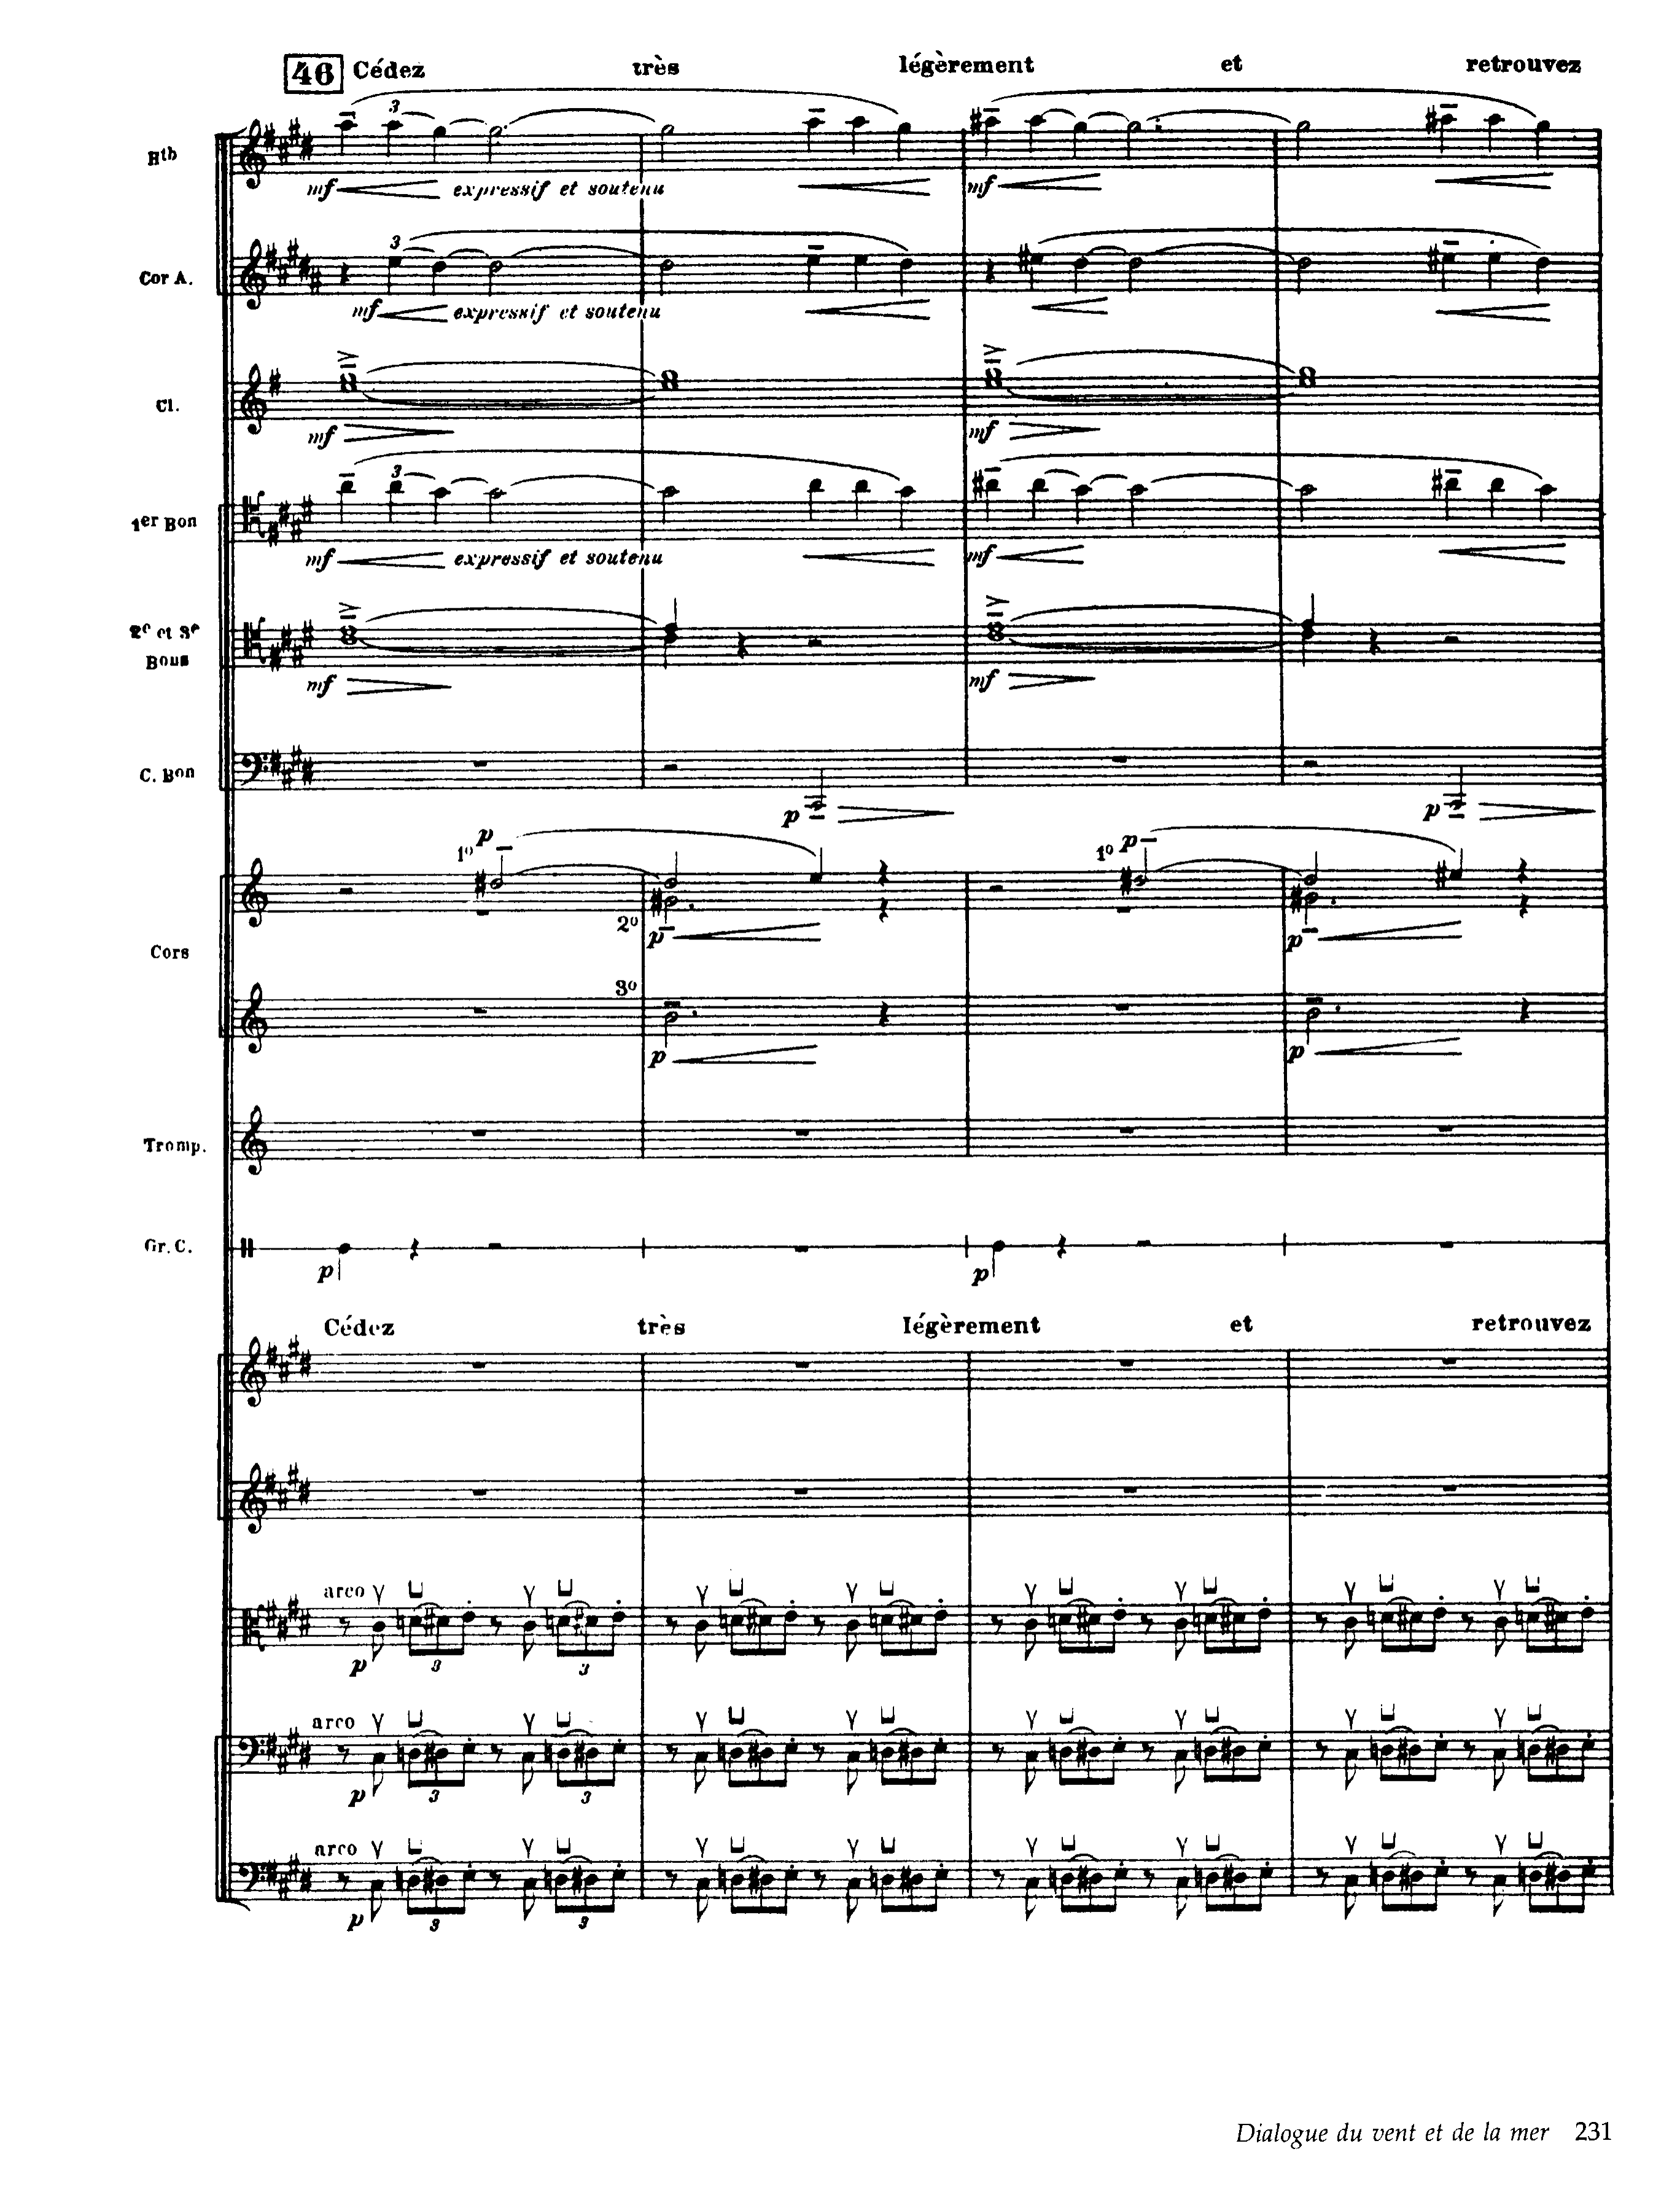 46 Cédez très légèrement et retrouvez
3
Htb
mf expressif et soutenu mf
3
Cor A.
mf expressif et soutenu
Cl.
mf mf
3
1er Bon
mf expressif et soutenu mf
2e et 3e
Bons
mf mf
C. Bon
p p
1o p 1o p
2o p p
Cors
3o
p p
Tromp.
Gr. C.
p p
Cédez très légèrement et retrouvez
arco
p 3 3
arco
p 3 3
arco
p 3 3
Dialogue du vent et de la mer 231